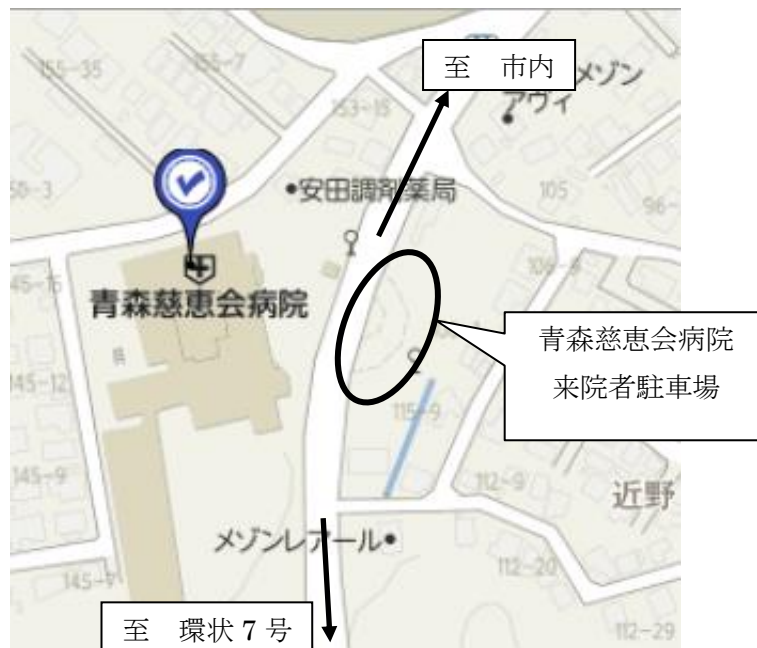 至 市内
メゾン
アヴィ
155-35
155-7
153-15
安田調剤薬局
105
青森慈恵会病院
青森慈恵会病院
来院者駐車場
145-12
115-9
145-9
112-9
近野
メゾンレアール
112-20
至 環状7号
112-29